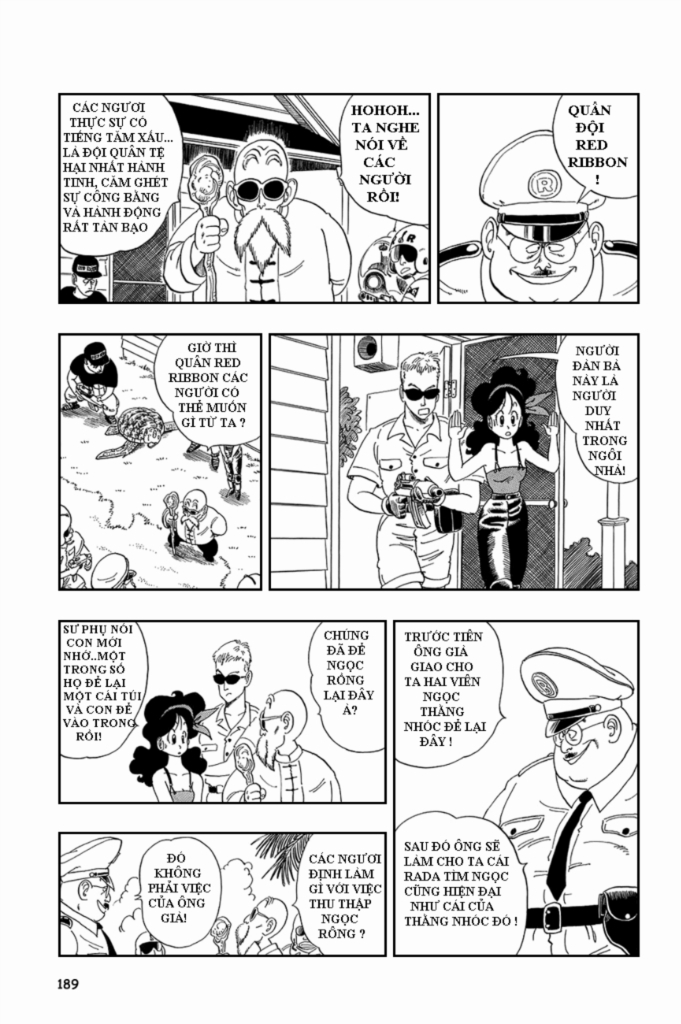 QUÂN
ĐỘI
RED
RIBBON
!
HOHOH...
TA NGHE
NÓI VỀ
CÁC
NGƯỜI
RỒI!
CÁC NGƯƠI
THỰC SỰ CÓ
TIẾNG TĂM XẤU...
LÀ ĐỘI QUÂN TỆ
HẠI NHẤT HÀNH
TINH, CĂM GHÉT
SỰ CÔNG BẰNG
VÀ HÀNH ĐỘNG
RẤT TÀN BẠO
R
R
NGƯỜI
ĐÀN BÀ
NÀY LÀ
NGƯỜI
DUY
NHẤT
TRONG
NGÔI
NHÀ!
GIỜ THÌ
QUÂN RED
RIBBON CÁC
NGƯỜI CÓ
THỂ MUỐN
GÌ TỪ TA ?
TRƯỚC TIÊN
ÔNG GIÀ
GIAO CHO
TA HAI VIÊN
NGỌC
THẰNG
NHÓC ĐỂ LẠI
ĐÂY !
R
SAU ĐÓ ÔNG SẼ
LÀM CHO TA CÁI
RADA TÌM NGỌC
CŨNG HIỆN ĐẠI
NHƯ CÁI CỦA
THẰNG NHÓC ĐÓ !
CHÚNG
ĐÃ ĐỂ
NGỌC
RỒNG
LẠI ĐÂY
À?
SƯ PHỤ NÓI
CON MỚI
NHỚ..MỘT
TRONG SỐ
HỌ ĐỂ LẠI
MỘT CÁI TÚI
VÀ CON ĐỂ
VÀO TRONG
RỒI!
CÁC NGƯƠI
ĐỊNH LÀM
GÌ VỚI VIỆC
THU THẬP
NGỌC
RỒNG ?
ĐÓ
KHÔNG
PHẢI VIỆC
CỦA ÔNG
GIÀ!
189